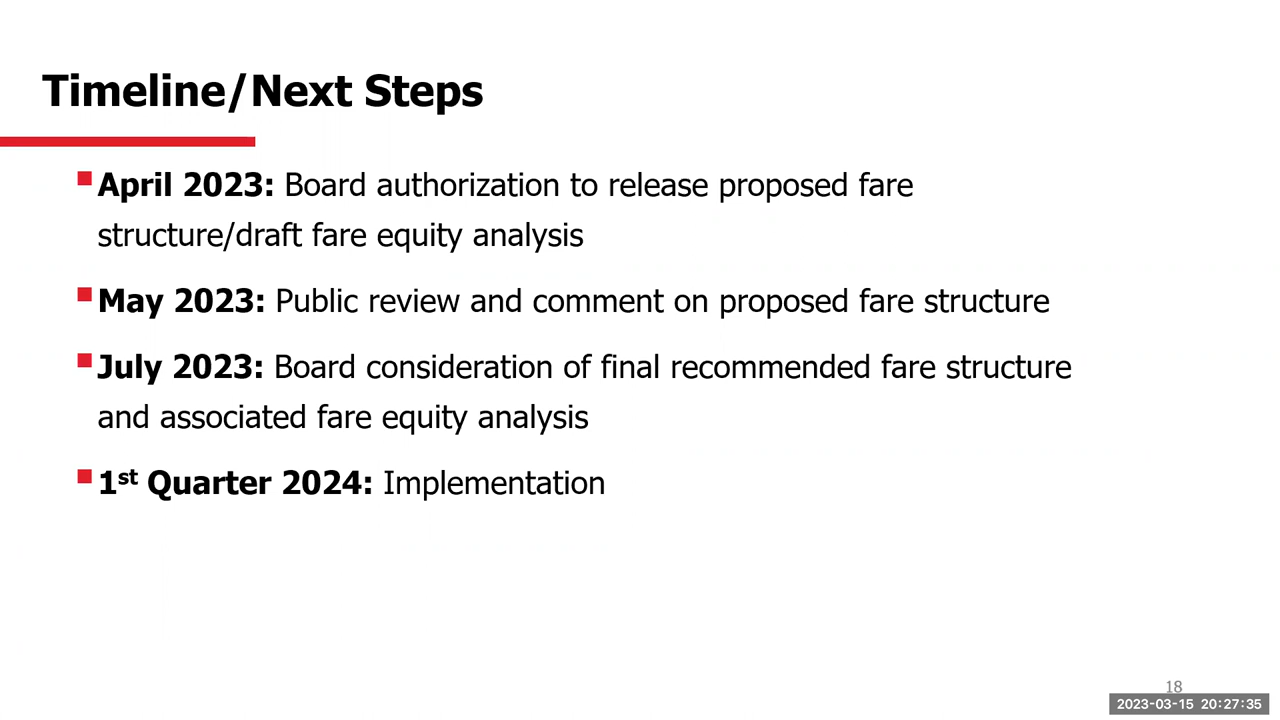 Timeline/Next Steps
April 2023: Board authorization to release proposed fare
structure/draft fare equity analysis
May 2023: Public review and comment on proposed fare structure
July 2023: Board consideration of final recommended fare structure
and associated fare equity analysis
1st Quarter 2024: Implementation
18
2023-03-15 20:27:35